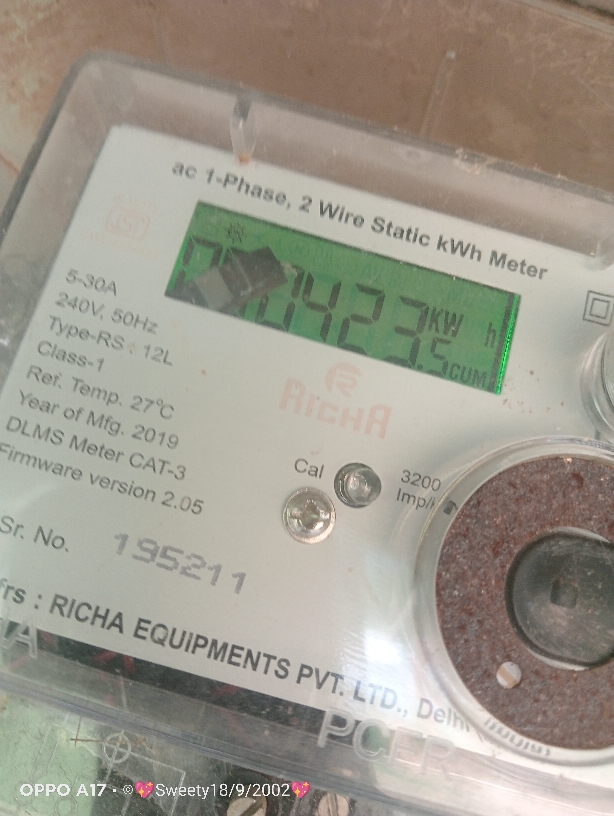 ac 1-Phase, 2 Wire Static kWh Meter
0423.5
KW h
CUM
5-30A
240V, 50Hz
Type-RS : 12L
Class-1
Ref. Temp. 27°C
Year of Mfg. 2019
DLMS Meter CAT-3
Firmware version 2.05
RICHA
Cal
3200
Imp/
Sr. No. 195211
frs : RICHA EQUIPMENTS PVT. LTD., Delhi
OPPO A17 · ©💖Sweety18/9/2002💖